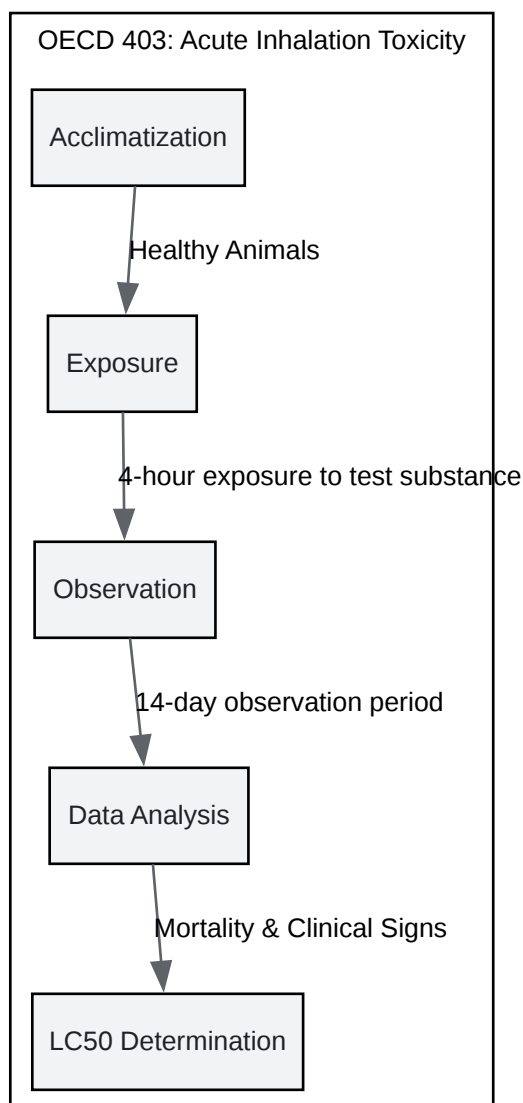 OECD 403: Acute Inhalation Toxicity
Acclimatization
Healthy Animals
Exposure
4-hour exposure to test substance
Observation
14-day observation period
Data Analysis
Mortality & Clinical Signs
LC50 Determination